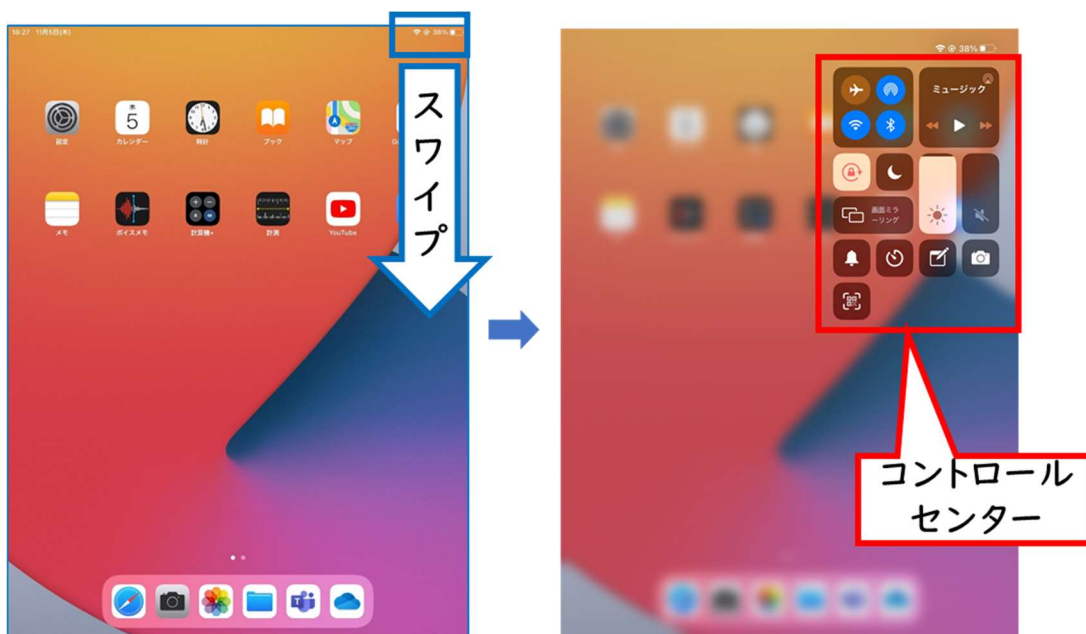 18:27 11月5日(木)
38%
設定
木
5
カレンダー
時計
ブック
マップ
メモ
ボイスメモ
計算機+
計測
YouTube
スワイプ
38%
ミュージック
画面ミラ
ーリング
コントロール
センター